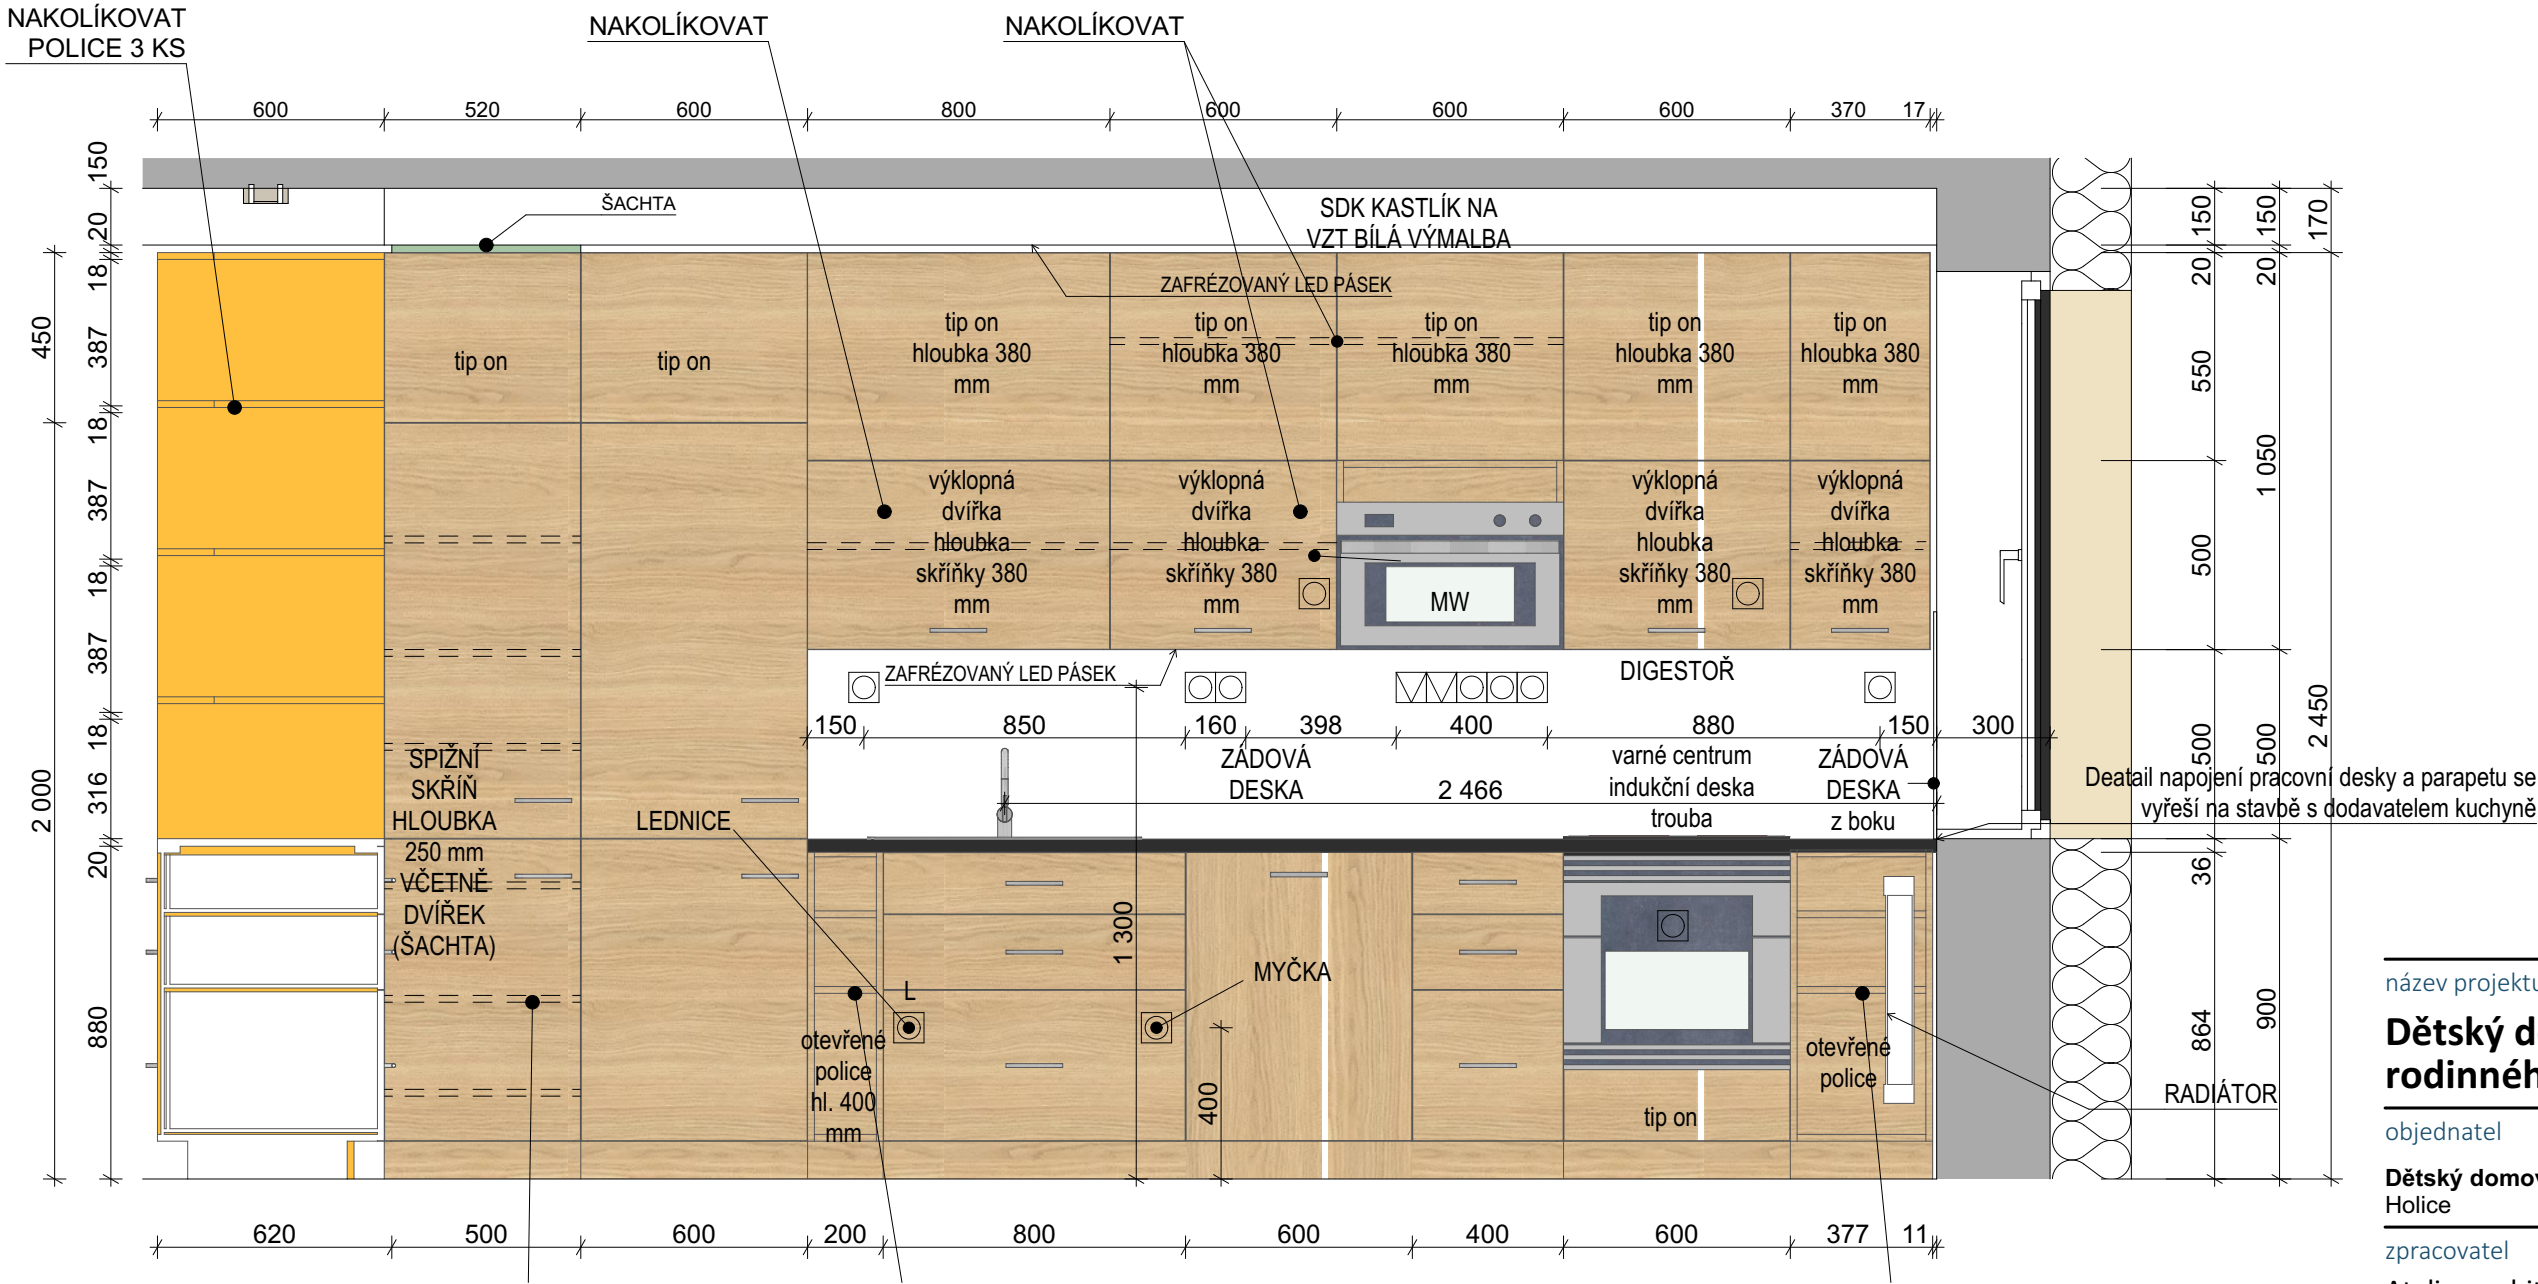 NAKOLÍKOVAT
POLICE 3 KS
NAKOLÍKOVAT
NAKOLÍKOVAT
600 520 600 800 600 600 600 370 17
150
20
18
387
18
387
18
387
18
316
20
880
450
2 000
ŠACHTA
SDK KASTLÍK NA
VZT BÍLÁ VÝMALBA
ZAFRÉZOVANÝ LED PÁSEK
tip on
tip on
tip on
hloubka 380
mm
tip on
hloubka 380
mm
tip on
hloubka 380
mm
tip on
hloubka 380
mm
tip on
hloubka 380
mm
výklopná
dvířka
hloubka
skříňky 380
mm
výklopná
dvířka
hloubka
skříňky 380
mm
MW
výklopná
dvířka
hloubka
skříňky 380
mm
výklopná
dvířka
hloubka
skříňky 380
mm
ZAFRÉZOVANÝ LED PÁSEK
DIGESTOŘ
150 850 160 398 400 880 150 300
ZÁDOVÁ
DESKA
2 466
varné centrum
indukční deska
trouba
ZÁDOVÁ
DESKA
z boku
SPIŽNÍ
SKŘÍŇ
HLOUBKA
250 mm
VČETNĚ
DVÍŘEK
(ŠACHTA)
LEDNICE
L
MYČKA
1 300
400
otevřené
police
hl. 400
mm
tip on
otevřené
police
RADIÁTOR
150
20
550
500
500
36
864
150
20
1 050
500
900
170
2 450
Deatail napojení pracovní desky a parapetu se
vyřeší na stavbě s dodavatelem kuchyně
620 500 600 200 800 600 400 600 377 11
název projektu
Dětský d
rodinnéh
objednatel
Dětský domov
Holice
zpracovatel